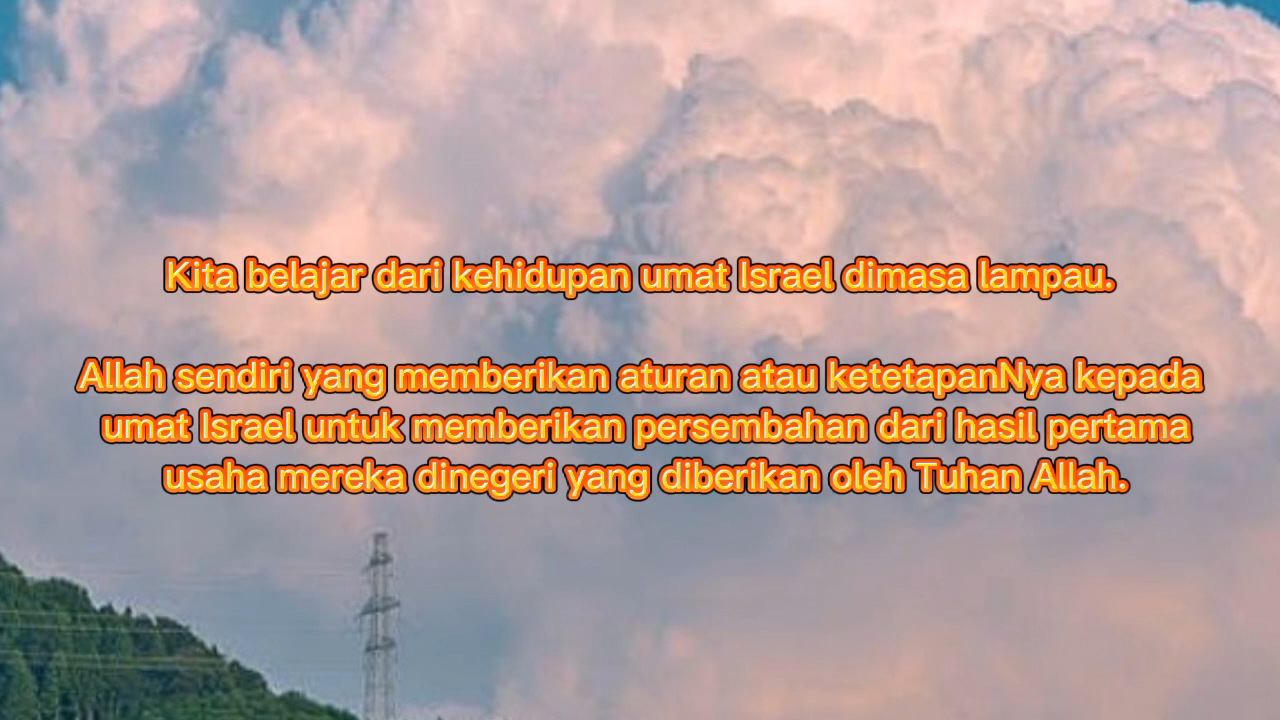 Kita belajar dari kehidupan umat Israel dimasa lampau.
Allah sendiri yang memberikan aturan atau ketetapanNya kepada
umat Israel untuk memberikan persembahan dari hasil pertama
usaha mereka dinegeri yang diberikan oleh Tuhan Allah.